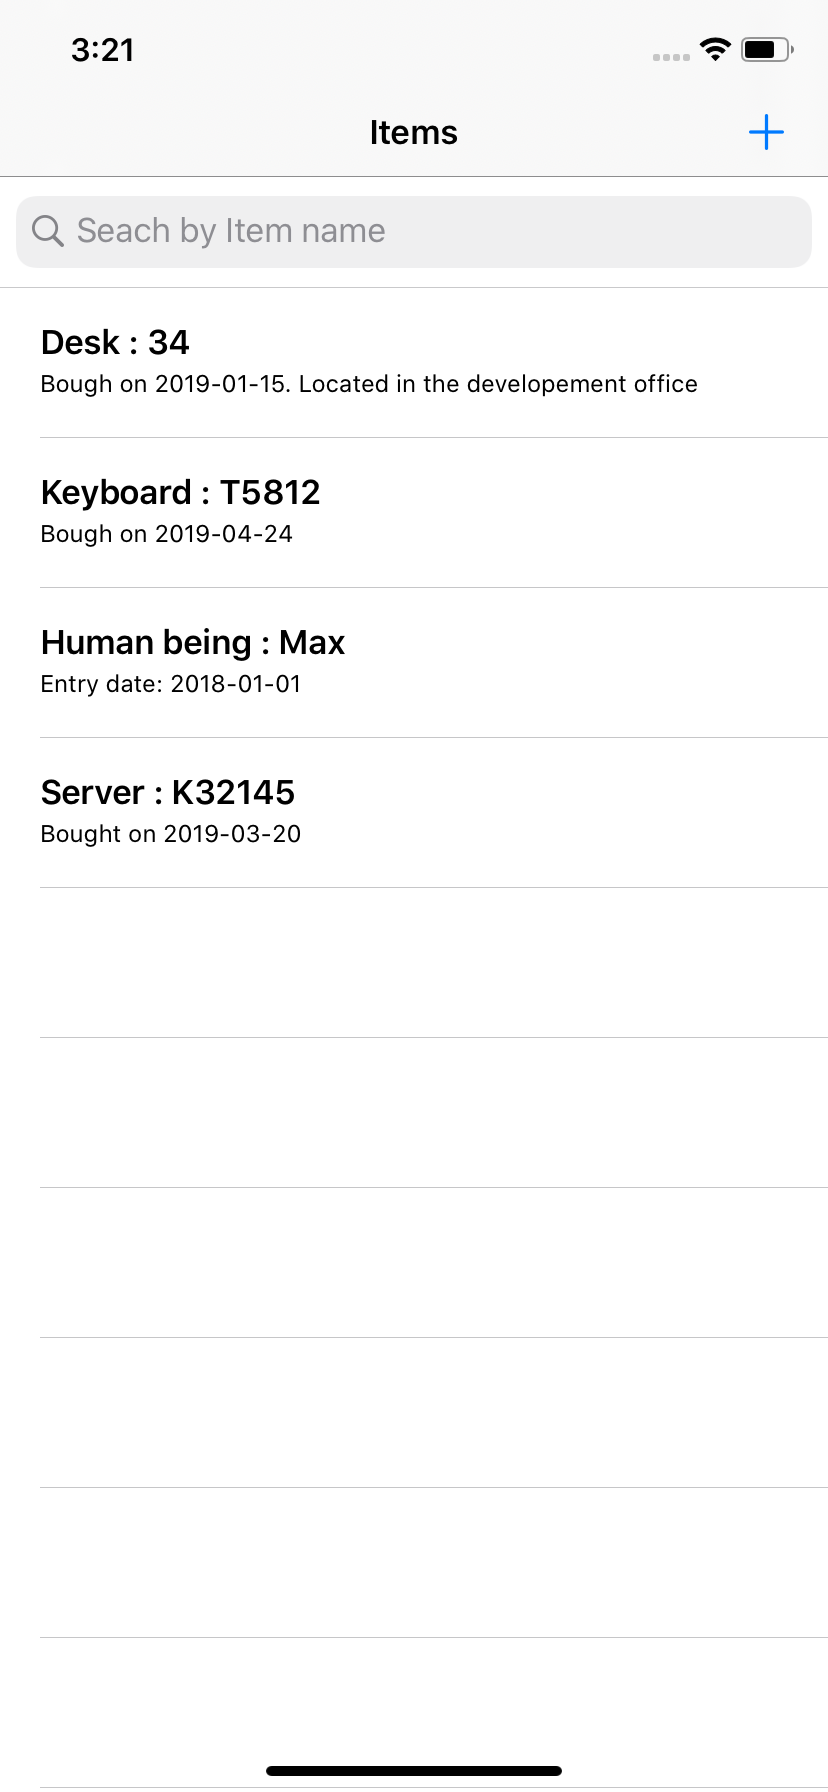 3:21
Items
Seach by Item name
Desk : 34
Bough on 2019-01-15. Located in the developement office
Keyboard : T5812
Bough on 2019-04-24
Human being : Max
Entry date: 2018-01-01
Server : K32145
Bought on 2019-03-20